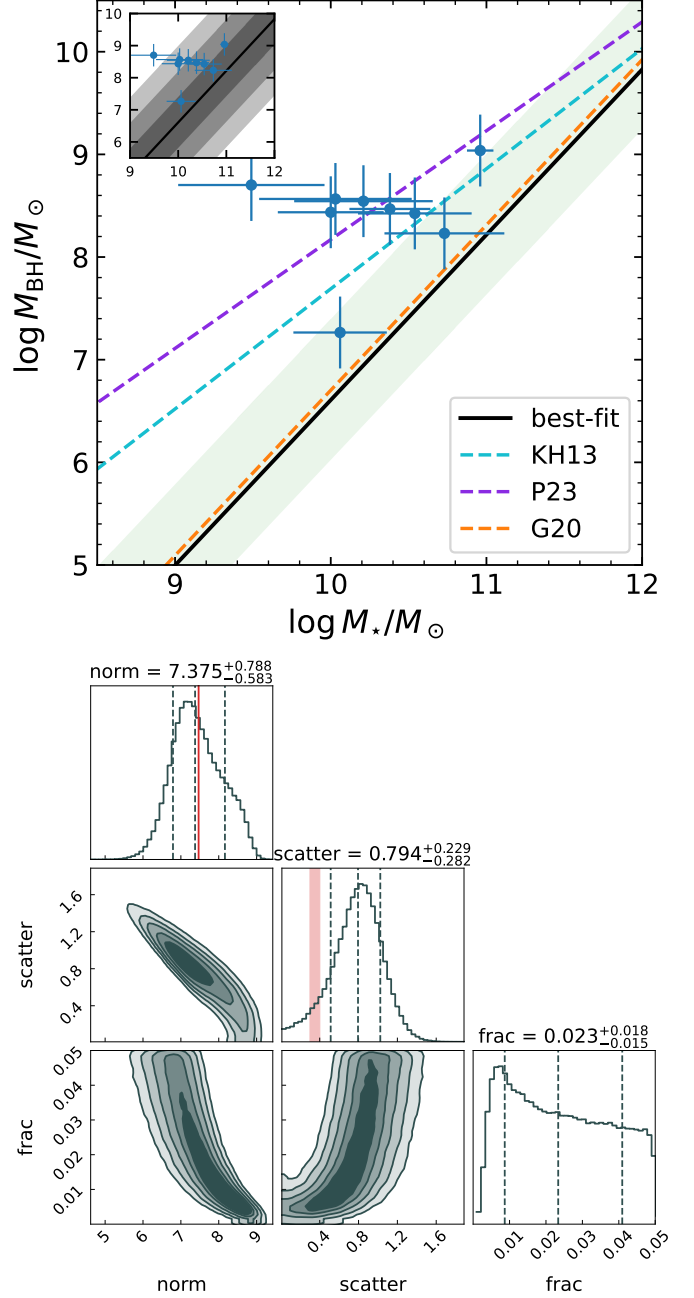 10
9
8
7
6
9 10 11 12
10
9
8
7
6
5
log M_BH/M_⊙
best-fit
KH13
P23
G20
9 10 11 12
log M_⋆/M_⊙
norm = 7.375^{+0.788}_{−0.583}
scatter = 0.794^{+0.229}_{−0.282}
1.6
1.2
0.8
0.4
scatter
frac = 0.023^{+0.018}_{−0.015}
0.05
0.04
0.03
0.02
0.01
frac
5 6 7 8 9
0.4 0.8 1.2 1.6
0.01 0.02 0.03 0.04 0.05
norm scatter frac